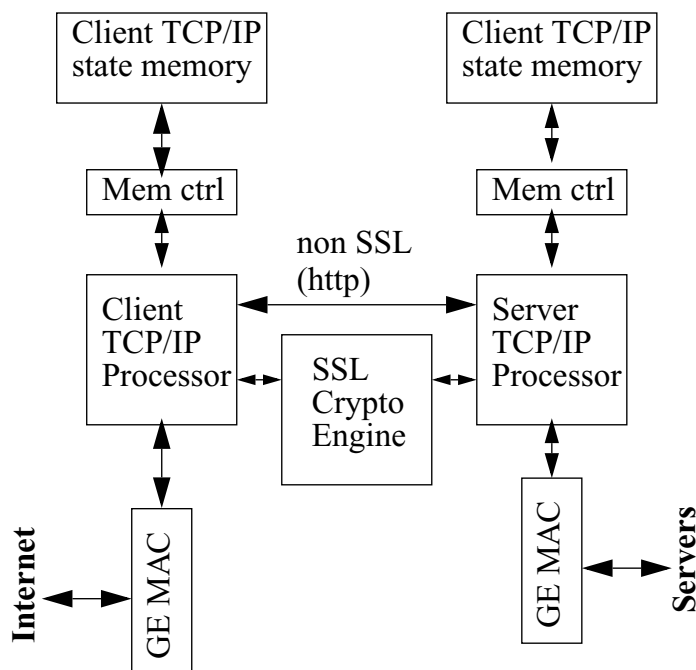 Client TCP/IP
state memory
Client TCP/IP
state memory
Mem ctrl
Mem ctrl
non SSL
(http)
Client
TCP/IP
Processor
Server
TCP/IP
Processor
SSL
Crypto
Engine
Internet
GE MAC
GE MAC
Servers